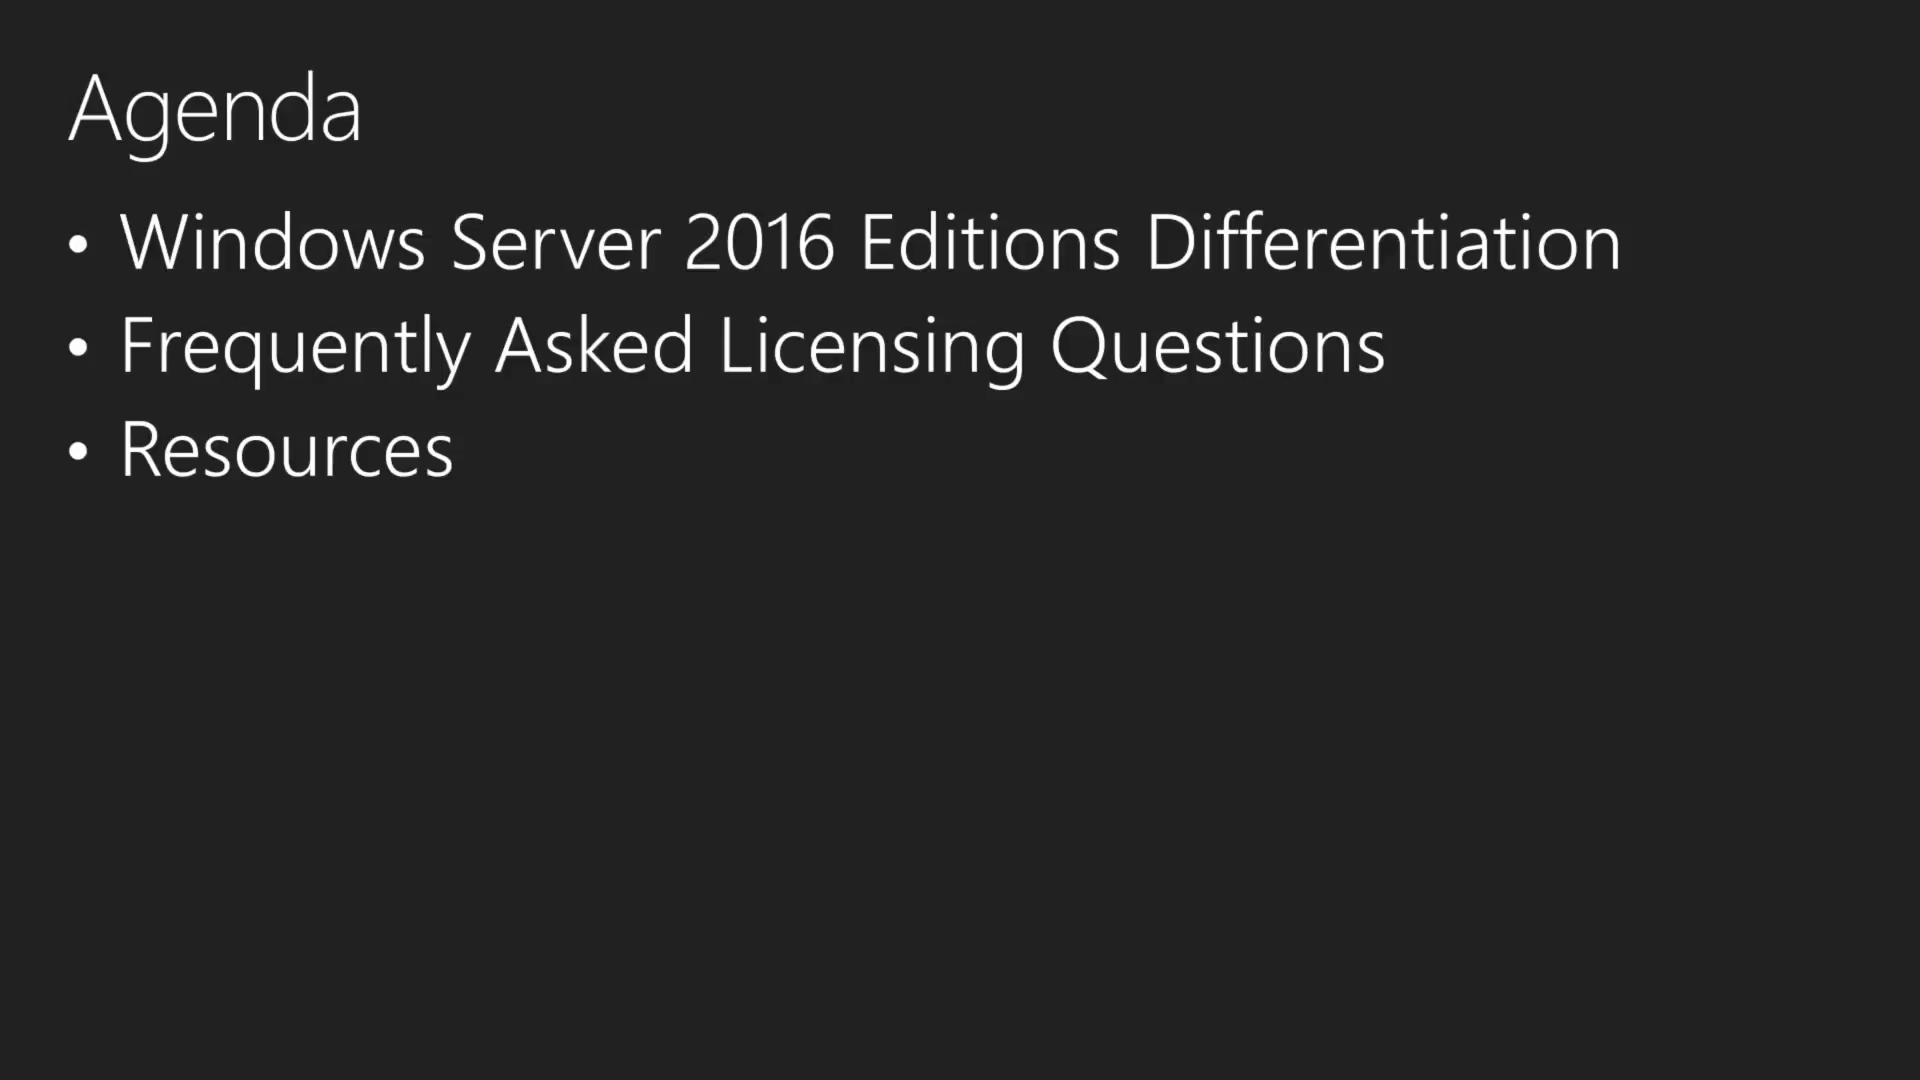 Agenda
• Windows Server 2016 Editions Differentiation
• Frequently Asked Licensing Questions
• Resources